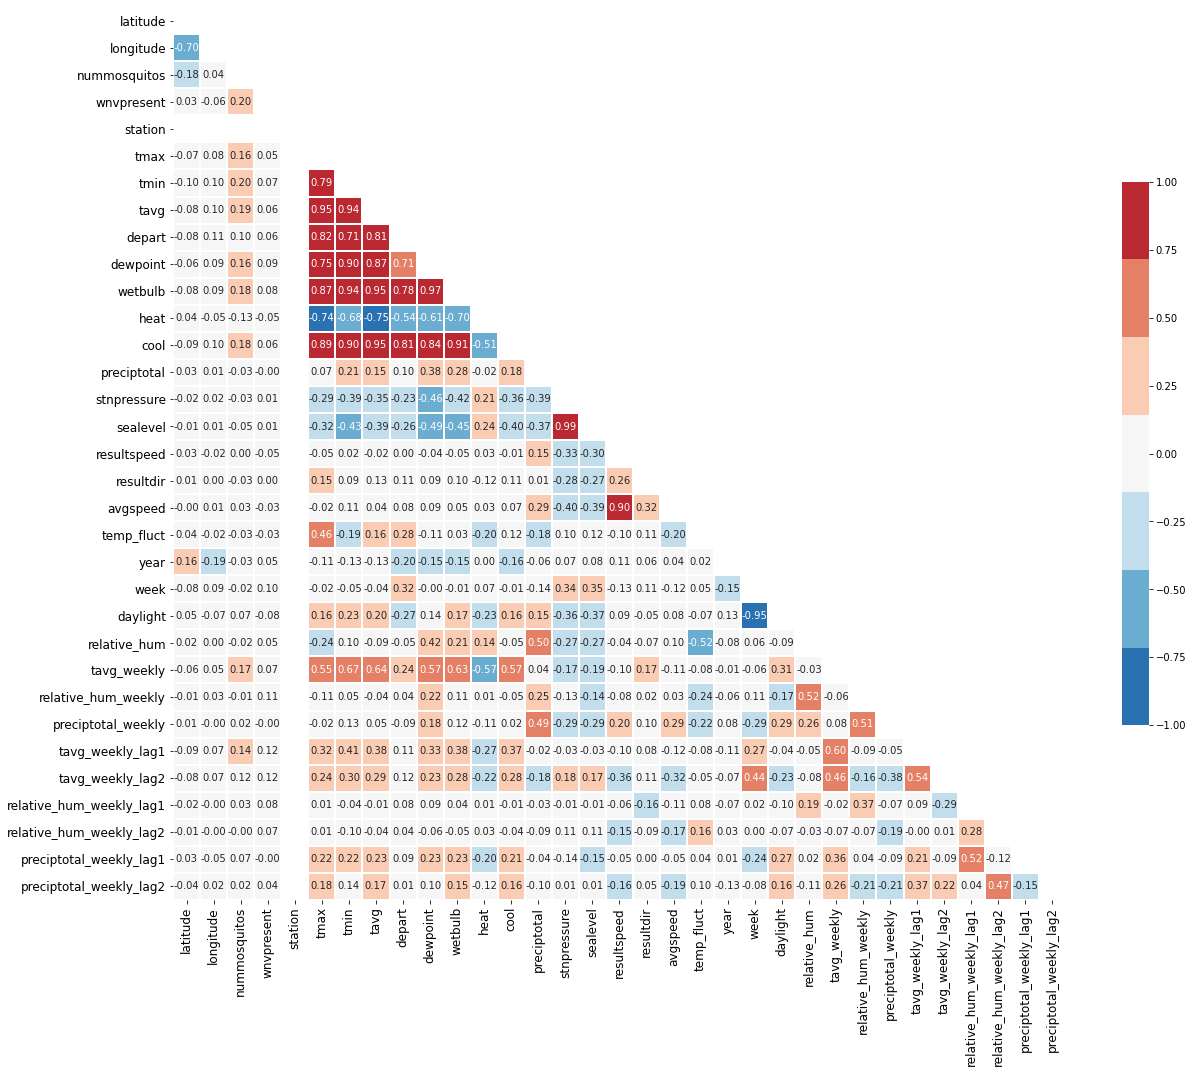 latitude
longitude -0.70
nummosquitos -0.18 0.04
wnvpresent 0.03 -0.06 0.20
station
tmax -0.07 0.08 0.16 0.05
tmin -0.10 0.10 0.20 0.07 0.79
tavg -0.08 0.10 0.19 0.06 0.95 0.94
depart -0.08 0.11 0.10 0.06 0.82 0.71 0.81
dewpoint -0.06 0.09 0.16 0.09 0.75 0.90 0.87 0.71
wetbulb -0.08 0.09 0.18 0.08 0.87 0.94 0.95 0.78 0.97
heat 0.04 -0.05 -0.13 -0.05 -0.74 -0.68 -0.75 -0.54 -0.61 -0.70
cool -0.09 0.10 0.18 0.06 0.89 0.90 0.95 0.81 0.84 0.91 -0.51
preciptotal 0.03 0.01 -0.03 -0.00 0.07 0.21 0.15 0.10 0.38 0.28 -0.02 0.18
stnpressure -0.02 0.02 -0.03 0.01 -0.29 -0.39 -0.35 -0.23 -0.46 -0.42 0.21 -0.36 -0.39
sealevel -0.01 0.01 -0.05 0.01 -0.32 -0.43 -0.39 -0.26 -0.49 -0.45 0.24 -0.40 -0.37 0.99
resultspeed 0.03 -0.02 0.00 -0.05 -0.05 0.02 -0.02 0.00 -0.04 -0.05 0.03 -0.01 0.15 -0.33 -0.30
resultdir 0.01 0.00 -0.03 0.00 0.15 0.09 0.13 0.11 0.09 0.10 -0.12 0.11 0.01 -0.28 -0.27 0.26
avgspeed -0.00 0.01 0.03 -0.03 -0.02 0.11 0.04 0.08 0.09 0.05 0.03 0.07 0.29 -0.40 -0.39 0.90 0.32
temp_fluct 0.04 -0.02 -0.03 -0.03 0.46 -0.19 0.16 0.28 -0.11 0.03 -0.20 0.12 -0.18 0.10 0.12 -0.10 0.11 -0.20
year 0.16 -0.19 -0.03 0.05 -0.11 -0.13 -0.13 -0.20 -0.15 -0.15 0.00 -0.16 -0.06 0.07 0.08 0.11 0.06 0.04 0.02
week -0.08 0.09 -0.02 0.10 -0.02 -0.05 -0.04 0.32 -0.00 -0.01 0.07 -0.01 -0.14 0.34 0.35 -0.13 0.11 -0.12 0.05 -0.15
daylight 0.05 -0.07 0.07 -0.08 0.16 0.23 0.20 -0.27 0.14 0.17 -0.23 0.16 0.15 -0.36 -0.37 0.09 -0.05 0.08 -0.07 0.13 -0.95
relative_hum 0.02 0.00 -0.02 0.05 -0.24 0.10 -0.09 -0.05 0.42 0.21 0.14 -0.05 0.50 -0.27 -0.27 -0.04 -0.07 0.10 -0.52 -0.08 0.06 -0.09
tavg_weekly -0.06 0.05 0.17 0.07 0.55 0.67 0.64 0.24 0.57 0.63 -0.57 0.57 0.04 -0.17 -0.19 -0.10 0.17 -0.11 -0.08 -0.01 -0.06 0.31 -0.03
relative_hum_weekly -0.01 0.03 -0.01 0.11 -0.11 0.05 -0.04 0.04 0.22 0.11 0.01 -0.05 0.25 -0.13 -0.14 -0.08 0.02 0.03 -0.24 -0.06 0.11 -0.17 0.52 -0.06
preciptotal_weekly 0.01 -0.00 0.02 -0.00 -0.02 0.13 0.05 -0.09 0.18 0.12 -0.11 0.02 0.49 -0.29 -0.29 0.20 0.10 0.29 -0.22 0.08 -0.29 0.29 0.26 0.08 0.51
tavg_weekly_lag1 -0.09 0.07 0.14 0.12 0.32 0.41 0.38 0.11 0.33 0.38 -0.27 0.37 -0.02 -0.03 -0.03 -0.10 0.08 -0.12 -0.08 -0.11 0.27 -0.04 -0.05 0.60 -0.09 -0.05
tavg_weekly_lag2 -0.08 0.07 0.12 0.12 0.24 0.30 0.29 0.12 0.23 0.28 -0.22 0.28 -0.18 0.18 0.17 -0.36 0.11 -0.32 -0.05 -0.07 0.44 -0.23 -0.08 0.46 -0.16 -0.38 0.54
relative_hum_weekly_lag1 -0.02 -0.00 0.03 0.08 0.01 -0.04 -0.01 0.08 0.09 0.04 0.01 -0.01 -0.03 -0.01 -0.01 -0.06 -0.16 -0.11 0.08 -0.07 0.02 -0.10 0.19 -0.02 0.37 -0.07 0.09 -0.29
relative_hum_weekly_lag2 -0.01 -0.00 -0.00 0.07 0.01 -0.10 -0.04 0.04 -0.06 -0.05 0.03 -0.04 -0.09 0.11 0.11 -0.15 -0.09 -0.17 0.16 0.03 0.00 -0.07 -0.03 -0.07 -0.07 -0.19 -0.00 0.01 0.28
preciptotal_weekly_lag1 0.03 -0.05 0.07 -0.00 0.22 0.22 0.23 0.09 0.23 0.23 -0.20 0.21 -0.04 -0.14 -0.15 -0.05 0.00 -0.05 0.04 0.01 -0.24 0.27 0.02 0.36 0.04 -0.09 0.21 -0.09 0.52 -0.12
preciptotal_weekly_lag2 -0.04 0.02 0.02 0.04 0.18 0.14 0.17 0.01 0.10 0.15 -0.12 0.16 -0.10 0.01 0.01 -0.16 0.05 -0.19 0.10 -0.13 -0.08 0.16 -0.11 0.26 -0.21 -0.21 0.37 0.22 0.04 0.47 -0.15
latitude
longitude
nummosquitos
wnvpresent
station
tmax
tmin
tavg
depart
dewpoint
wetbulb
heat
cool
preciptotal
stnpressure
sealevel
resultspeed
resultdir
avgspeed
temp_fluct
year
week
daylight
relative_hum
tavg_weekly
relative_hum_weekly
preciptotal_weekly
tavg_weekly_lag1
tavg_weekly_lag2
relative_hum_weekly_lag1
relative_hum_weekly_lag2
preciptotal_weekly_lag1
preciptotal_weekly_lag2
1.00
0.75
0.50
0.25
0.00
−0.25
−0.50
−0.75
−1.00